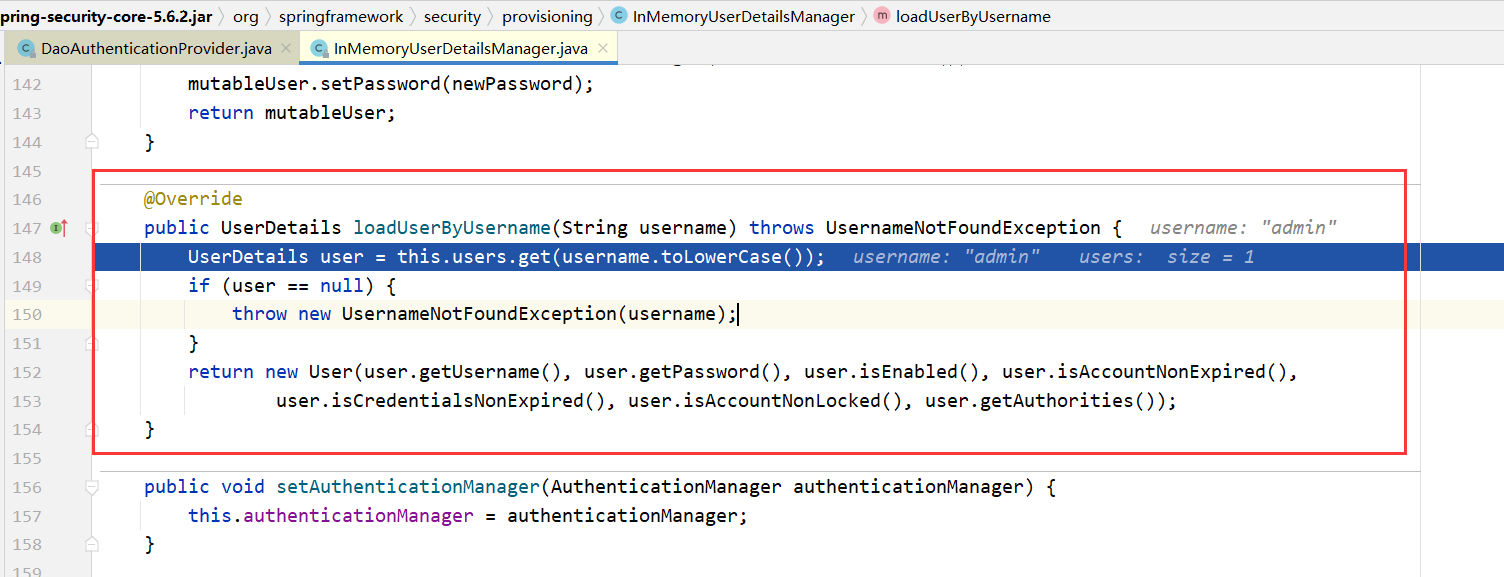 pring-security-core-5.6.2.jar 〉 org 〉 springframework 〉 security 〉 provisioning 〉 C InMemoryUserDetailsManager 〉 m loadUserByUsername
C DaoAuthenticationProvider.java × C InMemoryUserDetailsManager.java ×
142 mutableUser.setPassword(newPassword);
143 return mutableUser;
144 }
145
146 @Override
147 public UserDetails loadUserByUsername(String username) throws UsernameNotFoundException { username: "admin"
148 UserDetails user = this.users.get(username.toLowerCase()); username: "admin" users: size = 1
149 if (user == null) {
150 throw new UsernameNotFoundException(username);
151 }
152 return new User(user.getUsername(), user.getPassword(), user.isEnabled(), user.isAccountNonExpired(),
153 user.isCredentialsNonExpired(), user.isAccountNonLocked(), user.getAuthorities());
154 }
155
156 public void setAuthenticationManager(AuthenticationManager authenticationManager) {
157 this.authenticationManager = authenticationManager;
158 }
159